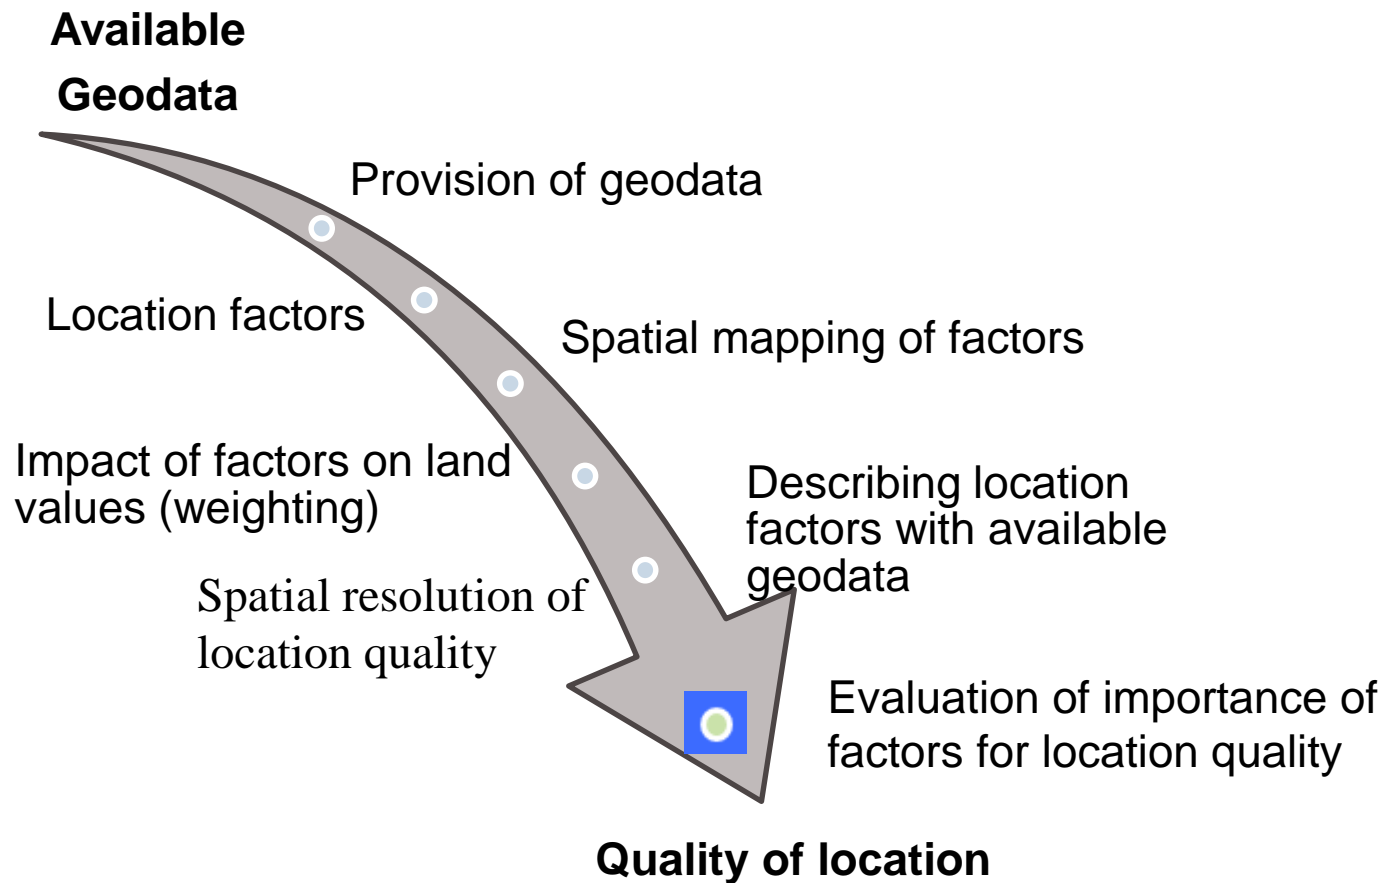 Available
Geodata
Provision of geodata
Location factors
Spatial mapping of factors
Impact of factors on land
values (weighting)
Describing location
factors with available
geodata
Spatial resolution of
location quality
Evaluation of importance of
factors for location quality
Quality of location